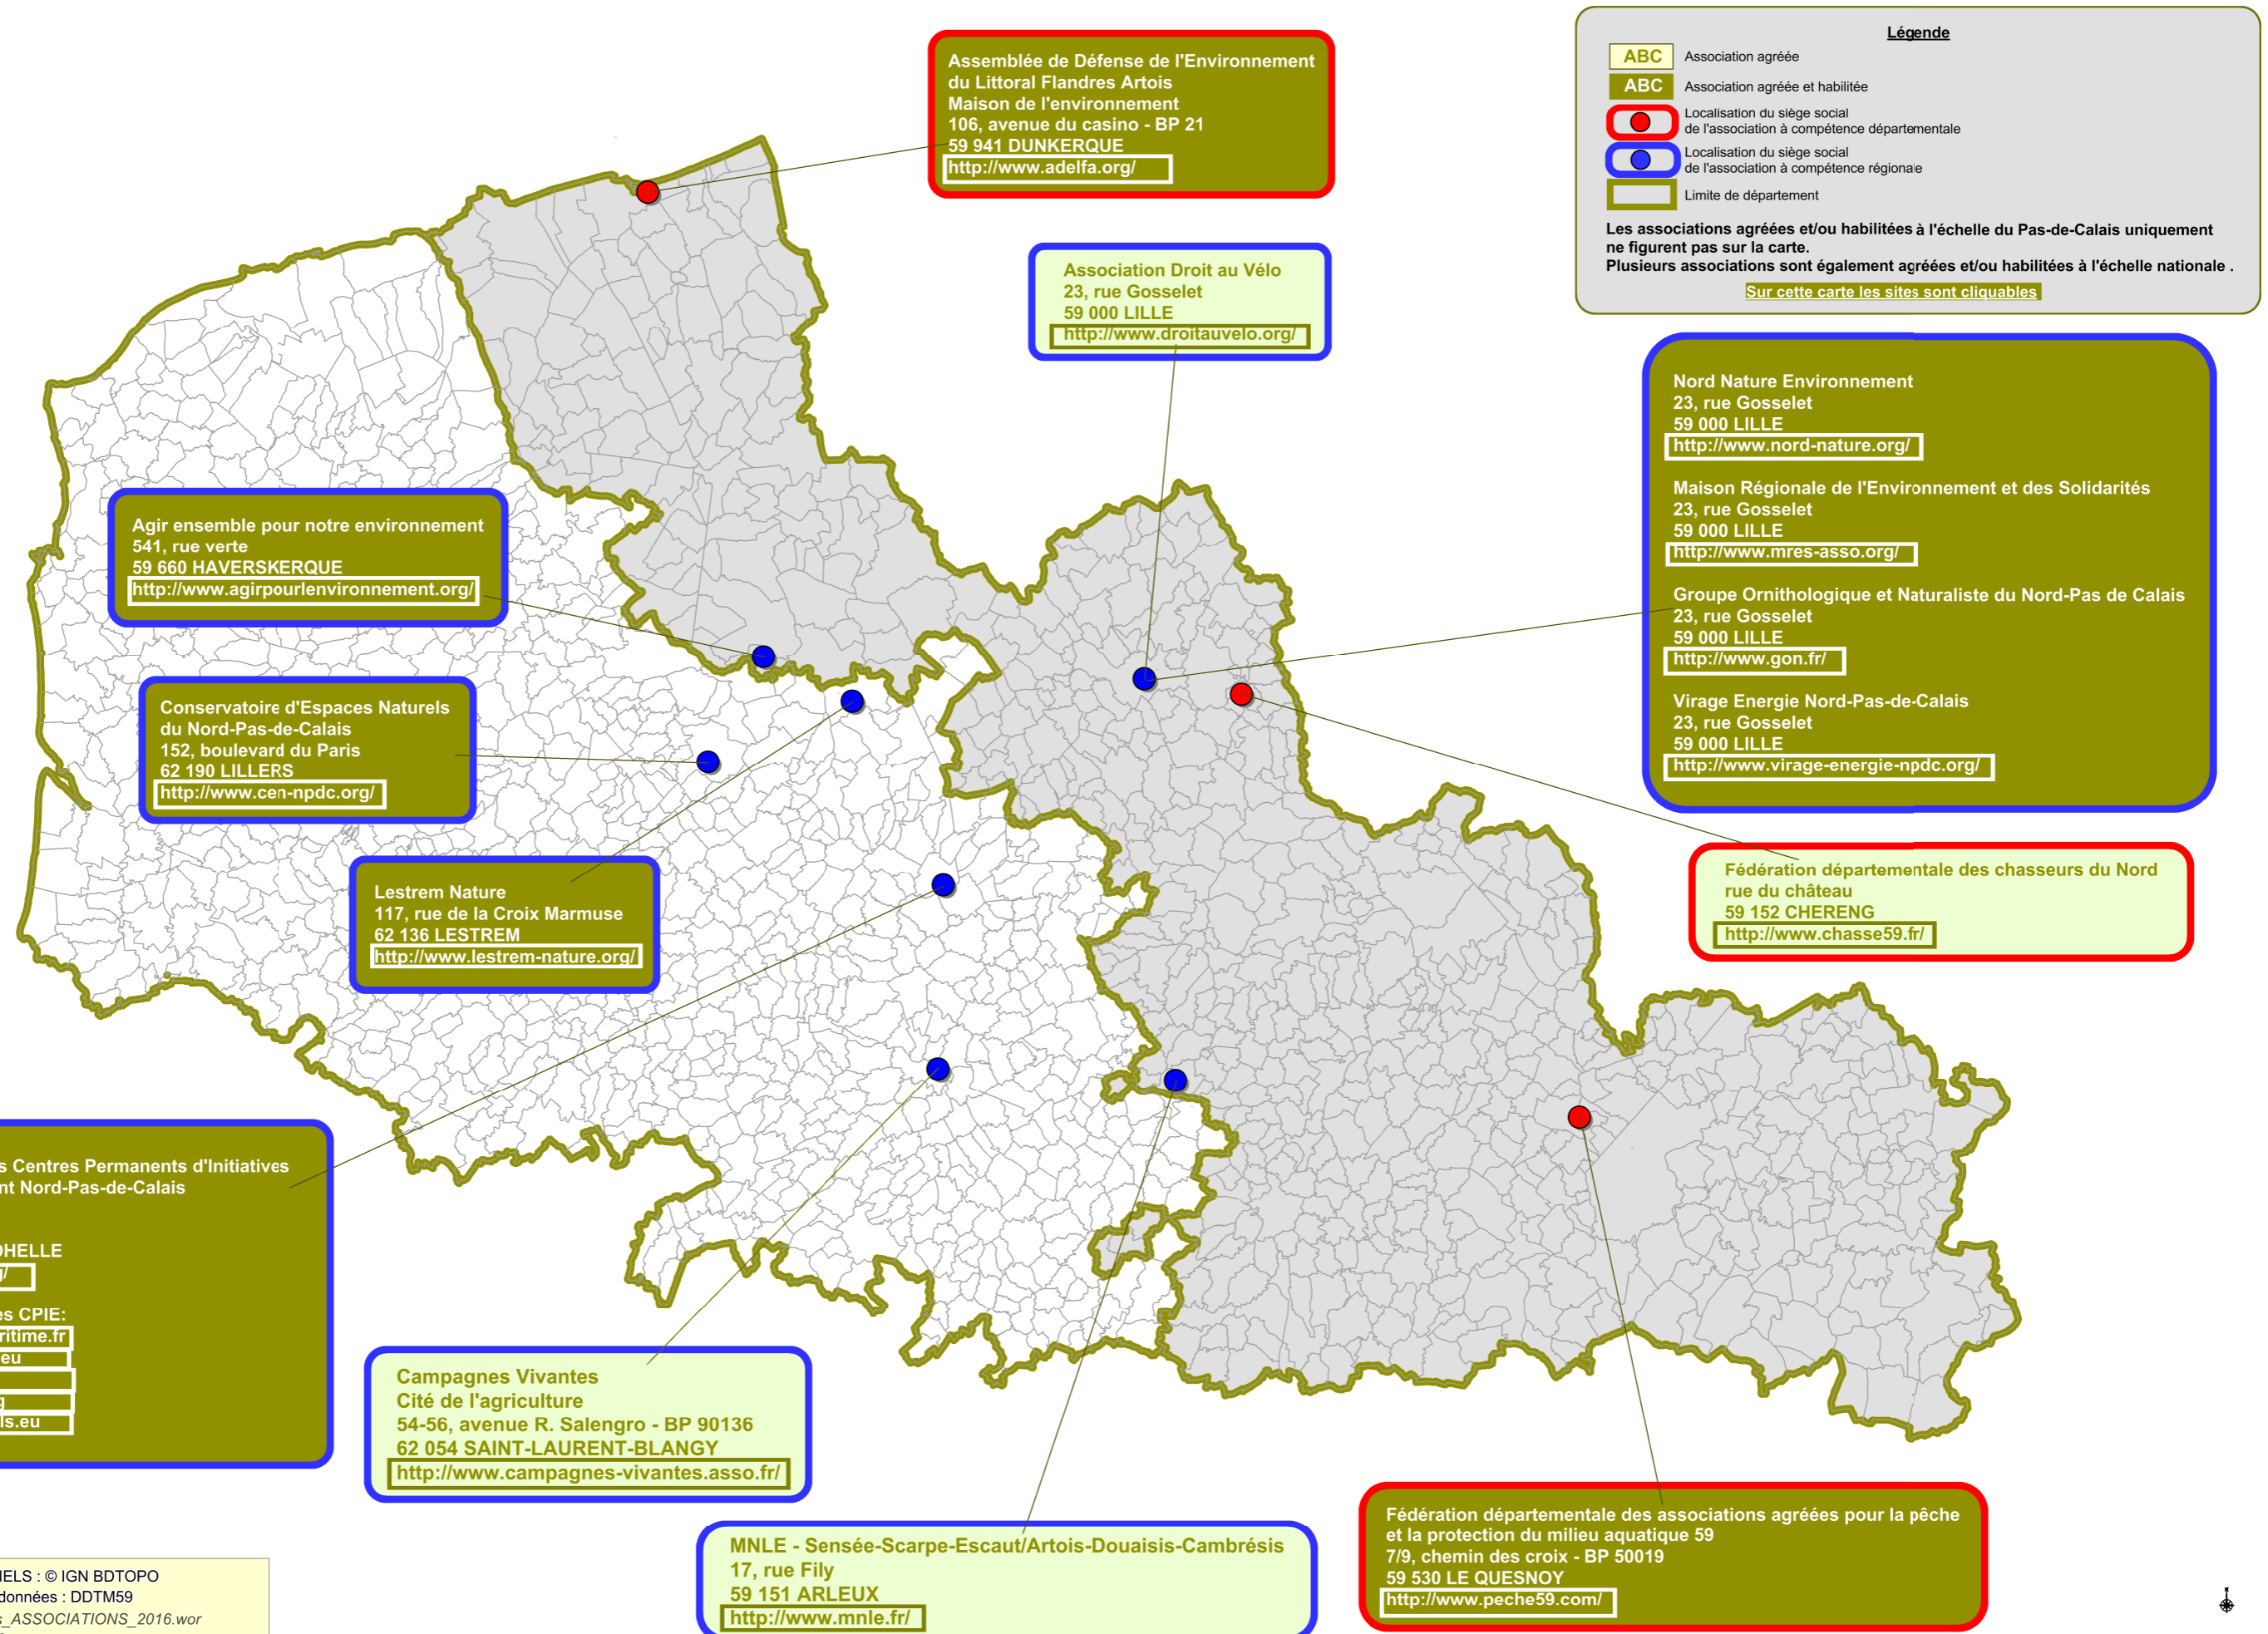 Assemblée de Défense de l'Environnement
du Littoral Flandres Artois
Maison de l'environnement
106, avenue du casino - BP 21
59 941 DUNKERQUE
http://www.adelfa.org/
Légende
ABC Association agréée
ABC Association agréée et habilitée
Localisation du siège social
de l'association à compétence départementale
Localisation du siège social
de l'association à compétence régionale
Limite de département
Les associations agréées et/ou habilitées à l'échelle du Pas-de-Calais uniquement
ne figurent pas sur la carte.
Plusieurs associations sont également agréées et/ou habilitées à l'échelle nationale .
Sur cette carte les sites sont cliquables
Association Droit au Vélo
23, rue Gosselet
59 000 LILLE
http://www.droitauvelo.org/
Nord Nature Environnement
23, rue Gosselet
59 000 LILLE
http://www.nord-nature.org/
Maison Régionale de l'Environnement et des Solidarités
23, rue Gosselet
59 000 LILLE
http://www.mres-asso.org/
Groupe Ornithologique et Naturaliste du Nord-Pas de Calais
23, rue Gosselet
59 000 LILLE
http://www.gon.fr/
Virage Energie Nord-Pas-de-Calais
23, rue Gosselet
59 000 LILLE
http://www.virage-energie-npdc.org/
Agir ensemble pour notre environnement
541, rue verte
59 660 HAVERSKERQUE
http://www.agirpourlenvironnement.org/
Conservatoire d'Espaces Naturels
du Nord-Pas-de-Calais
152, boulevard du Paris
62 190 LILLERS
http://www.cen-npdc.org/
Lestrem Nature
117, rue de la Croix Marmuse
62 136 LESTREM
http://www.lestrem-nature.org/
Fédération départementale des chasseurs du Nord
rue du château
59 152 CHERENG
http://www.chasse59.fr/
s Centres Permanents d'Initiatives
nt Nord-Pas-de-Calais
OHELLE
g/
es CPIE:
ritime.fr
eu
g
ls.eu
Campagnes Vivantes
Cité de l'agriculture
54-56, avenue R. Salengro - BP 90136
62 054 SAINT-LAURENT-BLANGY
http://www.campagnes-vivantes.asso.fr/
MNLE - Sensée-Scarpe-Escaut/Artois-Douaisis-Cambrésis
17, rue Fily
59 151 ARLEUX
http://www.mnle.fr/
Fédération départementale des associations agréées pour la pêche
et la protection du milieu aquatique 59
7/9, chemin des croix - BP 50019
59 530 LE QUESNOY
http://www.peche59.com/
IELS : © IGN BDTOPO
données : DDTM59
s_ASSOCIATIONS_2016.wor